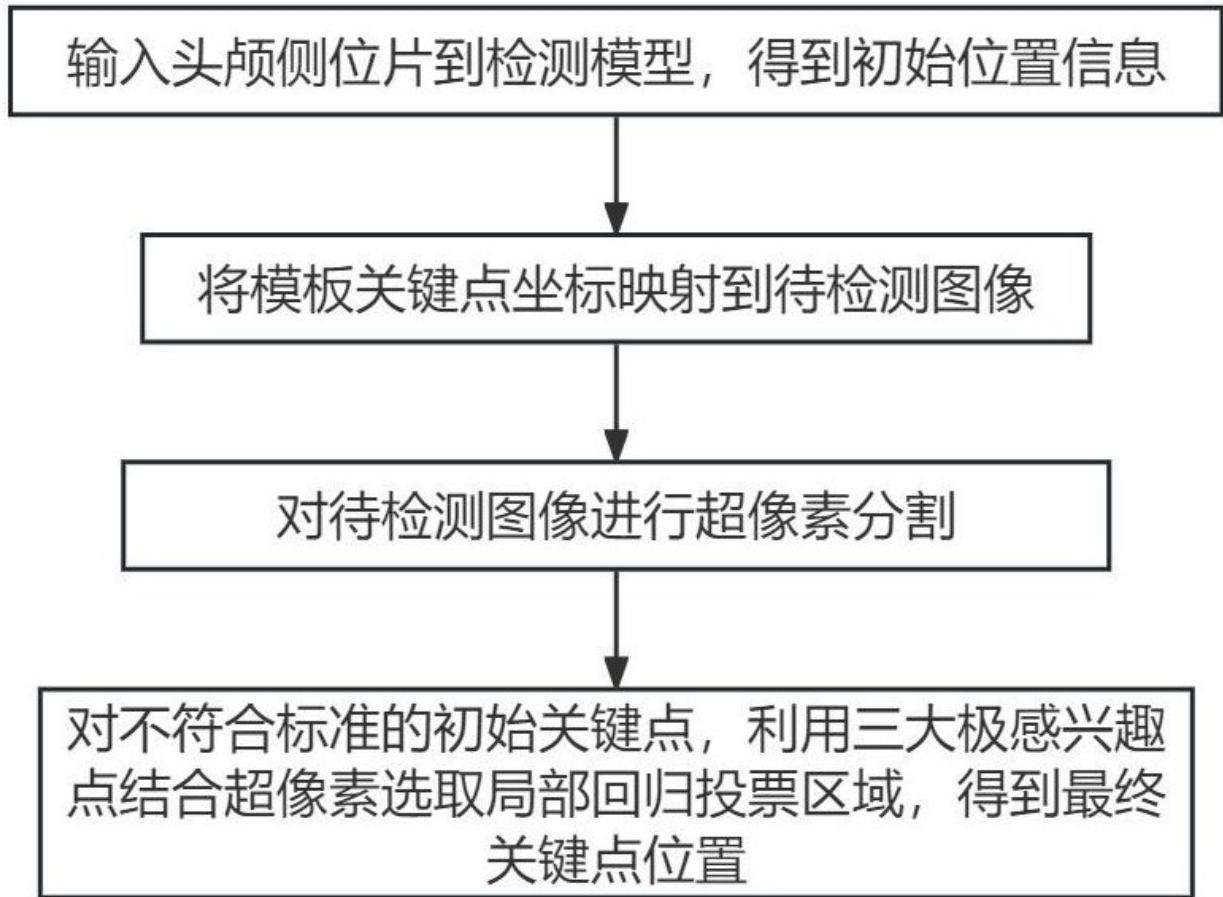 输入头颅侧位片到检测模型，得到初始位置信息
将模板关键点坐标映射到待检测图像
对待检测图像进行超像素分割
对不符合标准的初始关键点，利用三大极感兴趣
点结合超像素选取局部回归投票区域，得到最终
关键点位置